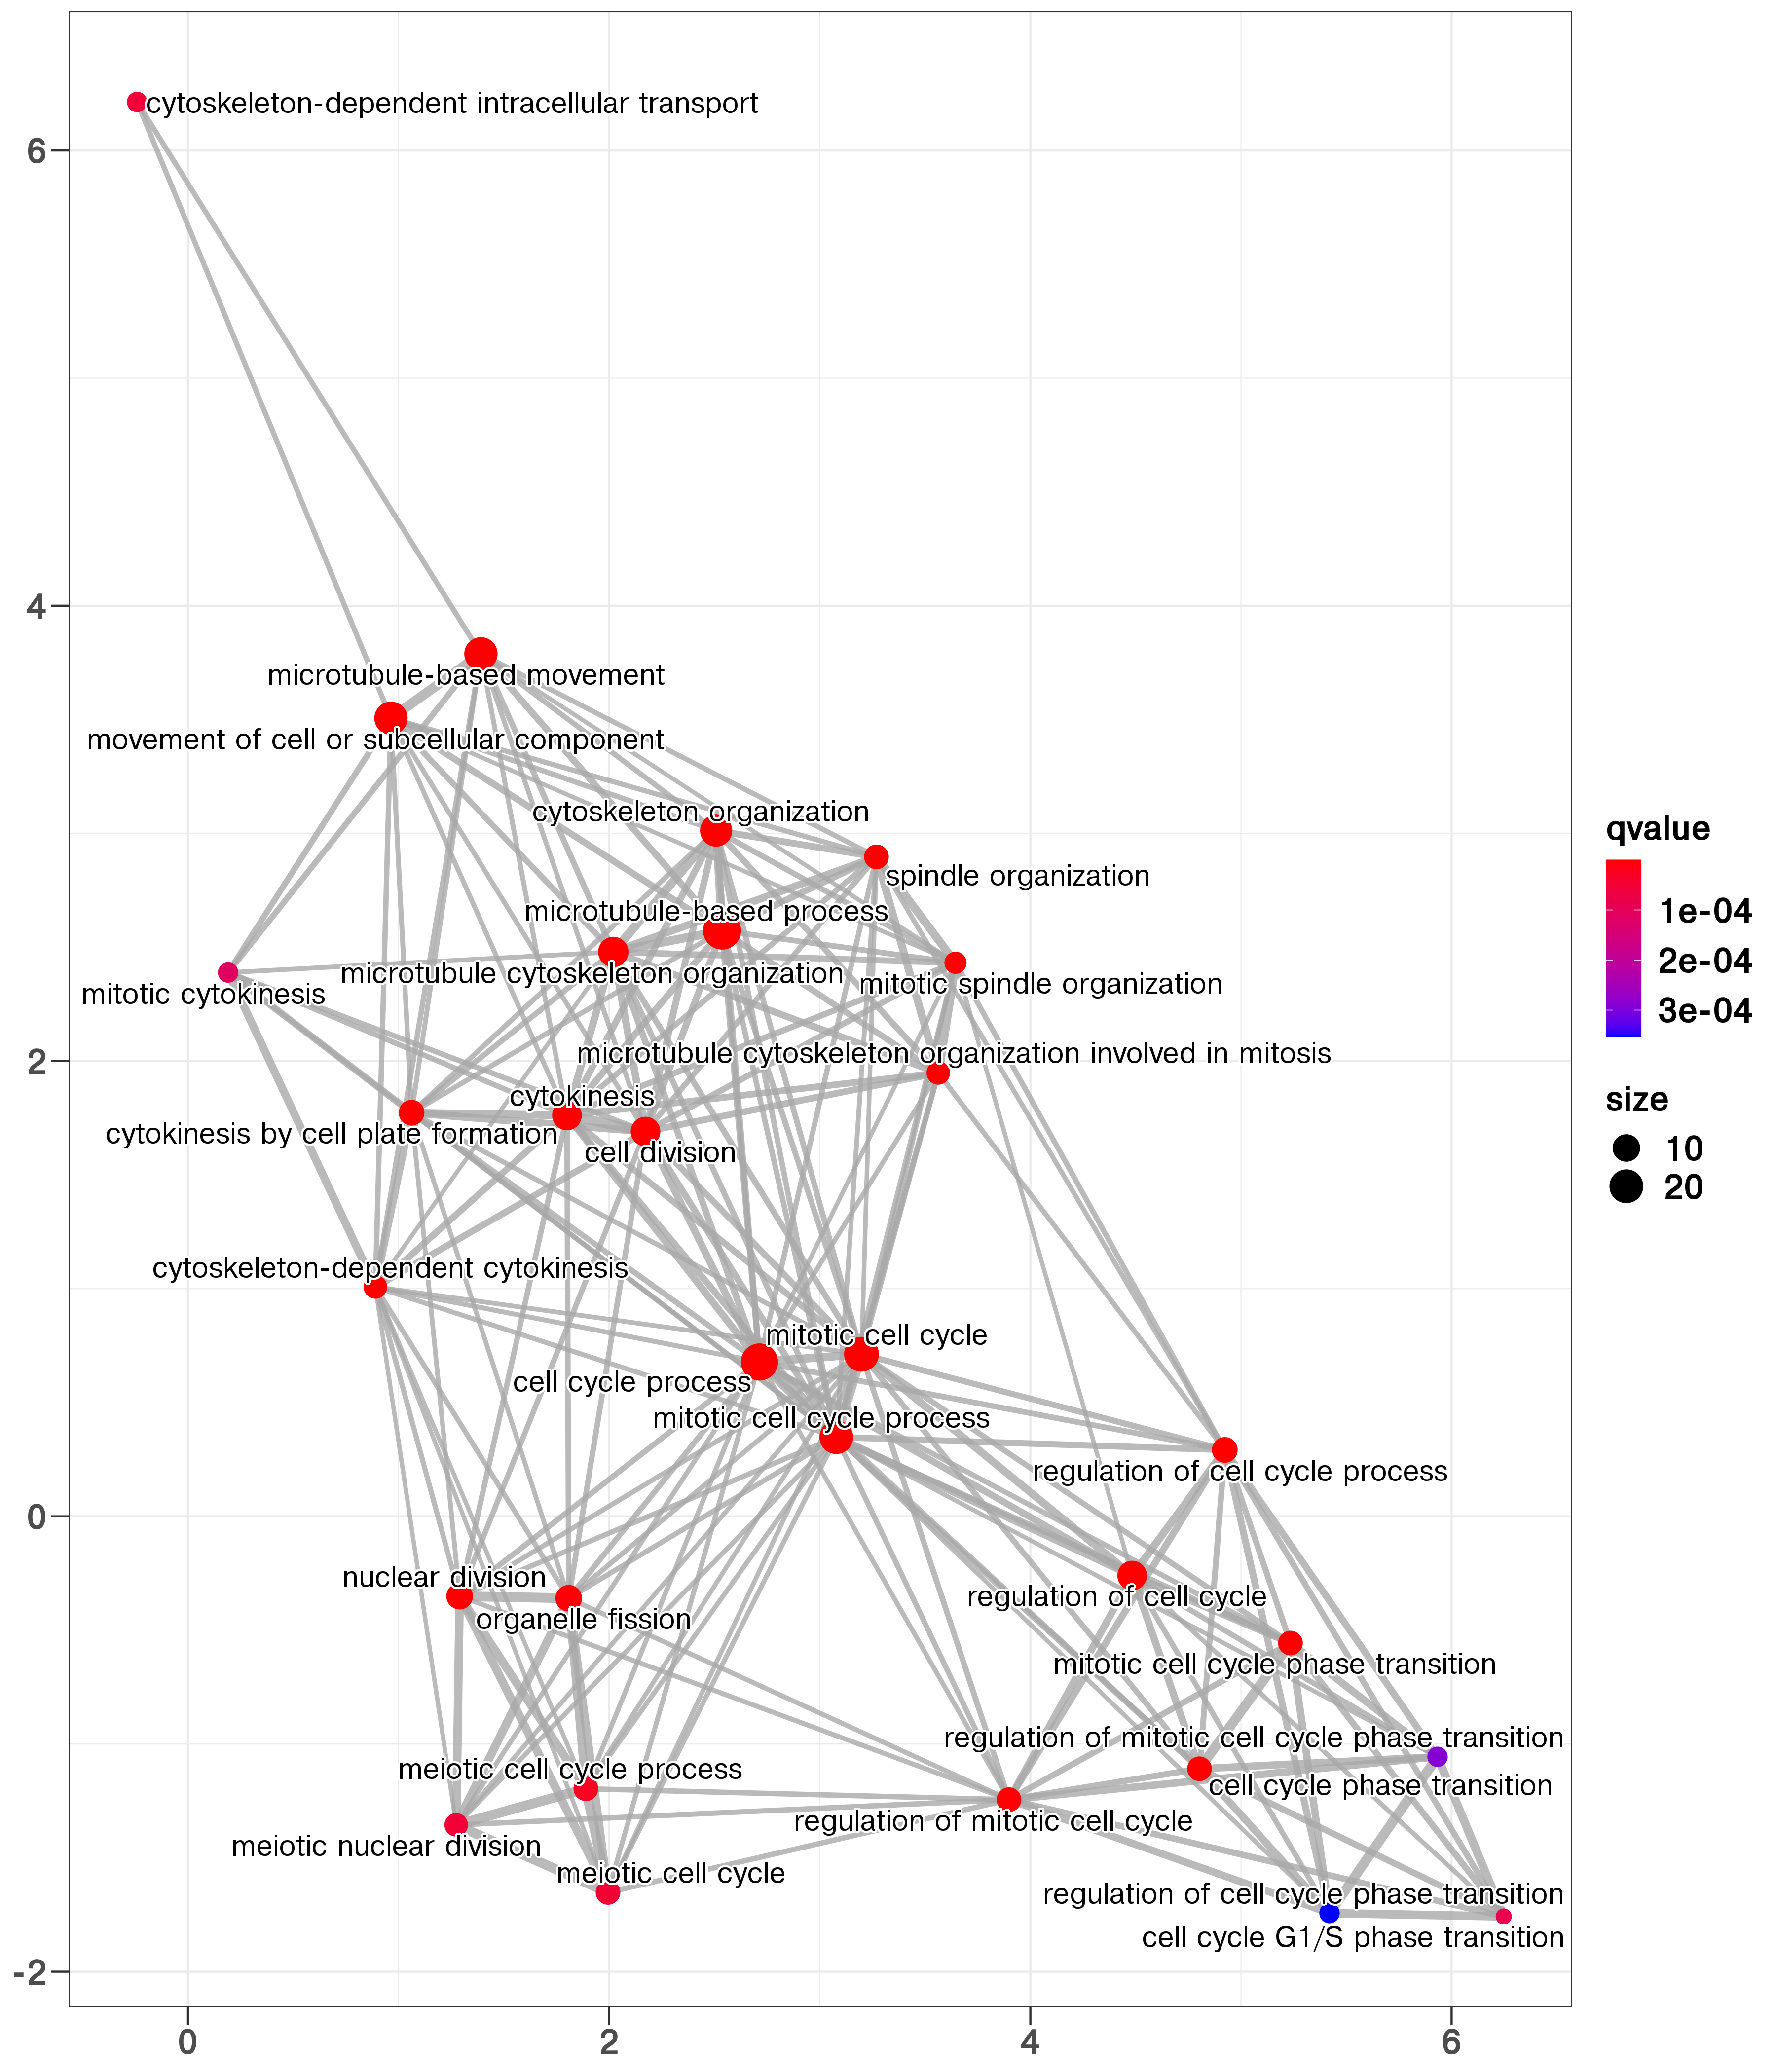 cytoskeleton-dependent intracellular transport
6
4
microtubule-based movement
movement of cell or subcellular component
cytoskeleton organization
qvalue
spindle organization
microtubule-based process
1e-04
2e-04
microtubule cytoskeleton organization
mitotic spindle organization
mitotic cytokinesis
3e-04
2
microtubule cytoskeleton organization involved in mitosis
cytokinesis
size
cytokinesis by cell plate formation
cell division
10
20
cytoskeleton-dependent cytokinesis
mitotic cell cycle
cell cycle process
mitotic cell cycle process
regulation of cell cycle process
0
nuclear division
regulation of cell cycle
organelle fission
mitotic cell cycle phase transition
regulation of mitotic cell cycle phase transition
meiotic cell cycle process
cell cycle phase transition
regulation of mitotic cell cycle
meiotic nuclear division
meiotic cell cycle
regulation of cell cycle phase transition
cell cycle G1/S phase transition
-2
0
2
4
6